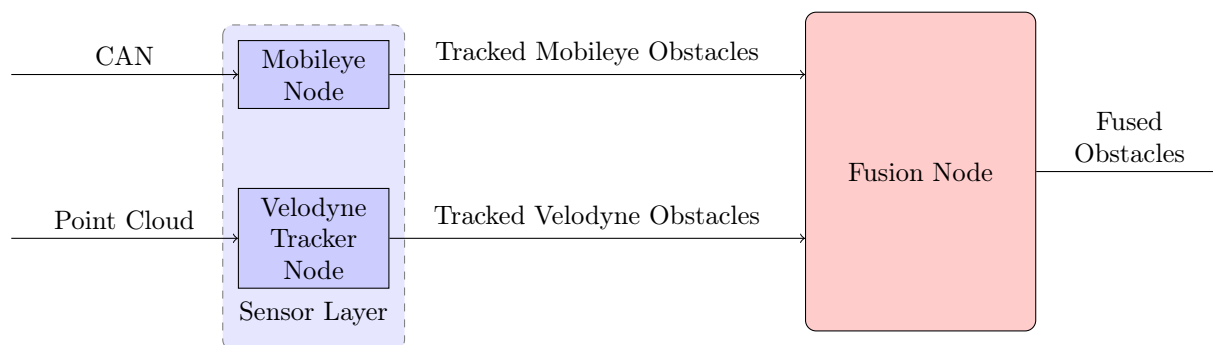 CAN
Mobileye
Node
Tracked Mobileye Obstacles
Point Cloud
Velodyne
Tracker
Node
Sensor Layer
Tracked Velodyne Obstacles
Fusion Node
Fused
Obstacles